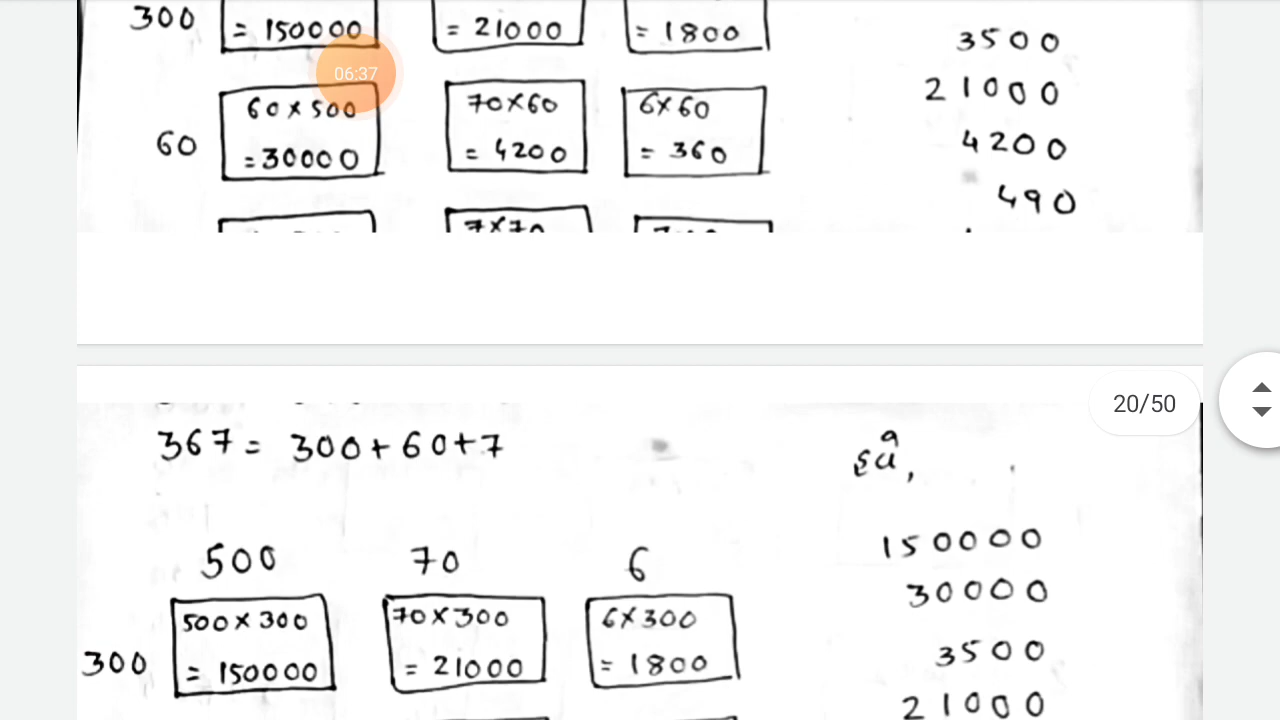 300 = 150000 = 21000 = 1800
3500
06:37
21000
60 60 × 500 70×60 6×60
= 30000 = 4200 = 360
4200
490
7×70
20/50
367 = 300 + 60 + 7
500 70 6
150000
30000
500 × 300 70 × 300 6 × 300
300 = 150000 = 21000 = 1800
3500
21000